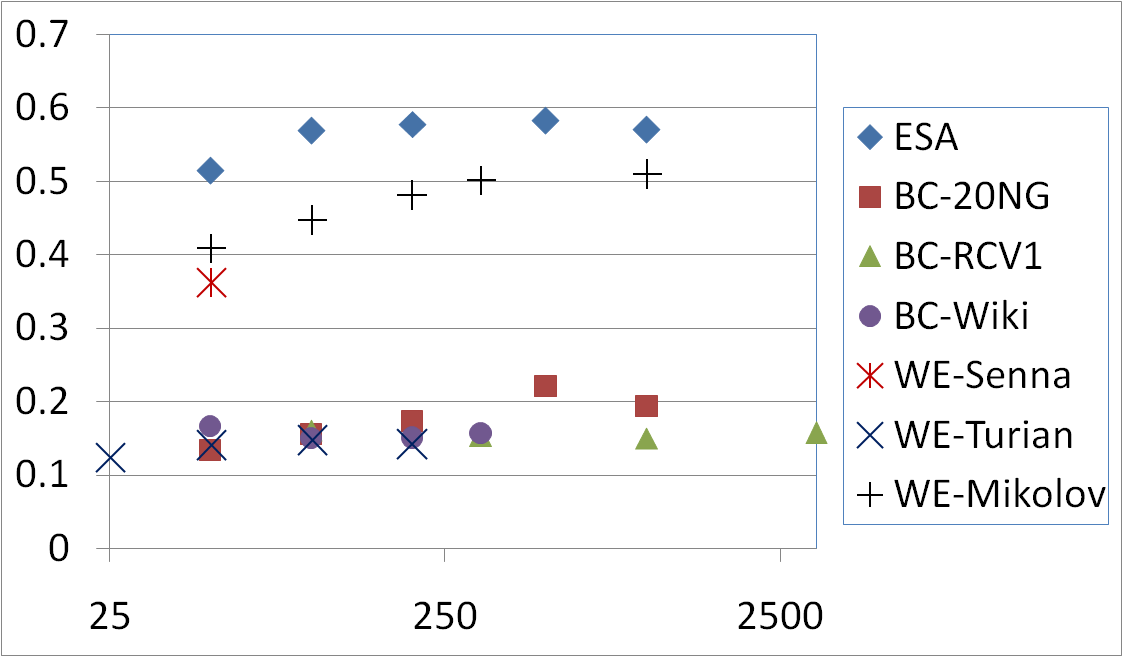 0.7
0.6
0.5
0.4
0.3
0.2
0.1
0
25
250
2500
ESA
BC-20NG
BC-RCV1
BC-Wiki
WE-Senna
WE-Turian
WE-Mikolov